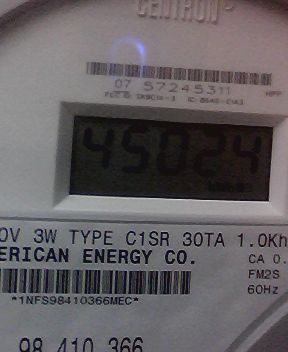 CENTRON
07 57245311
45024
0V 3W TYPE C1SR 30TA 1.0Kh
ERICAN ENERGY CO.
CA 0.
FM2S
60Hz
*1NFS98410366MEC*
98 410 366